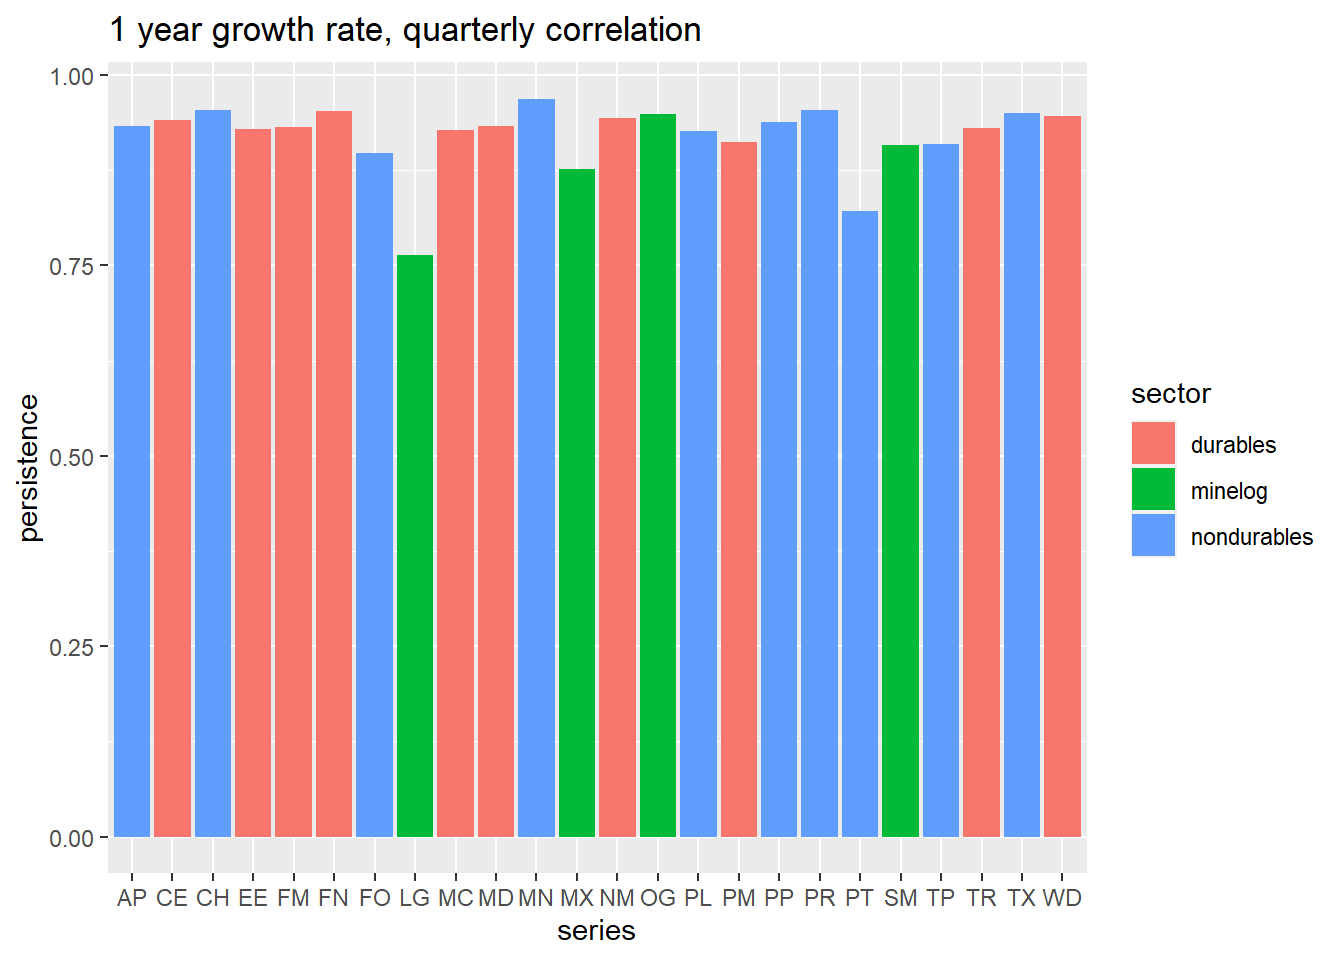 1 year growth rate, quarterly correlation
1.00
0.75
0.50
0.25
0.00
persistence
AP CE CH EE FM FN FO LG MC MD MN MX NM OG PL PM PP PR PT SM TP TR TX WD
series
sector
durables
minelog
nondurables